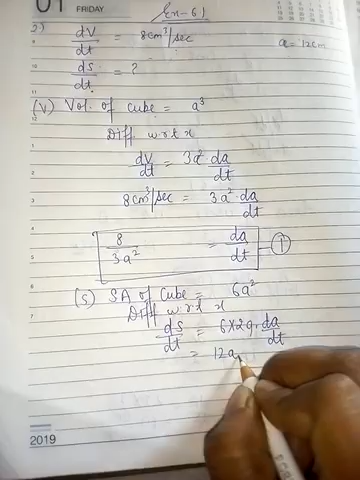 01 FRIDAY
Ex-6.1
2) dV/dt = 8cm³/sec a = 12cm
ds/dt = ?
(V) Vol. of Cube = a³
Diff w.r.t x
dV/dt = 3a² da/dt
8cm³/sec = 3a² da/dt
8/3a² = da/dt - ①
(S) SA of Cube = 6a²
Diff w.r.t x
ds/dt = 6×2a. da/dt
= 12a
2019